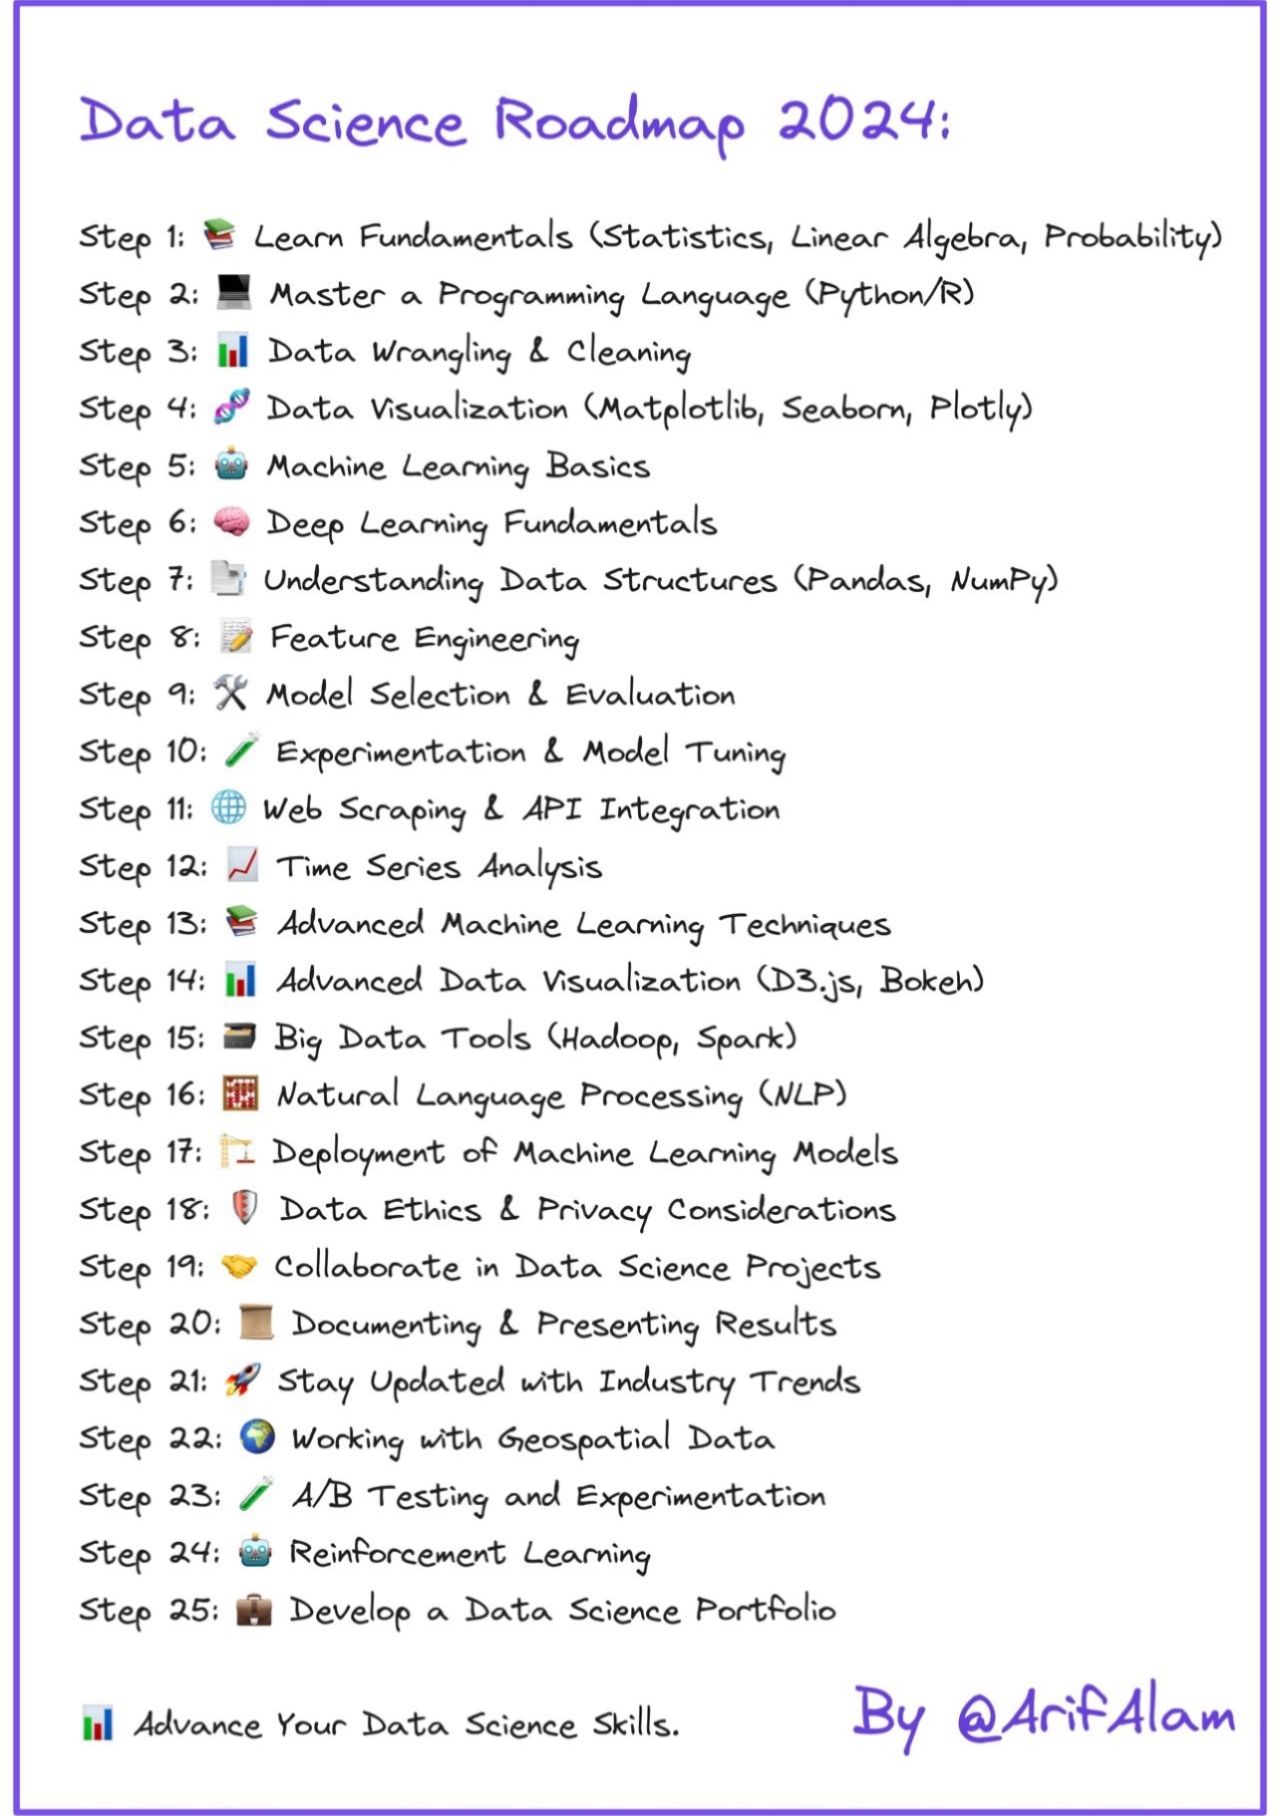 Data Science Roadmap 2024:
Step 1: 📚 Learn Fundamentals (Statistics, Linear Algebra, Probability)
Step 2: 💻 Master a Programming Language (Python/R)
Step 3: 📊 Data Wrangling & Cleaning
Step 4: 🧬 Data Visualization (Matplotlib, Seaborn, Plotly)
Step 5: 🤖 Machine Learning Basics
Step 6: 🧠 Deep Learning Fundamentals
Step 7: 📑 Understanding Data Structures (Pandas, NumPy)
Step 8: 📝 Feature Engineering
Step 9: 🛠 Model Selection & Evaluation
Step 10: 🧪 Experimentation & Model Tuning
Step 11: 🌐 Web Scraping & API Integration
Step 12: 📈 Time Series Analysis
Step 13: 📚 Advanced Machine Learning Techniques
Step 14: 📊 Advanced Data Visualization (D3.js, Bokeh)
Step 15: 🗃 Big Data Tools (Hadoop, Spark)
Step 16: 🧮 Natural Language Processing (NLP)
Step 17: 🏗 Deployment of Machine Learning Models
Step 18: 🛡 Data Ethics & Privacy Considerations
Step 19: 🤝 Collaborate in Data Science Projects
Step 20: 📜 Documenting & Presenting Results
Step 21: 🚀 Stay Updated with Industry Trends
Step 22: 🌍 Working with Geospatial Data
Step 23: 🧪 A/B Testing and Experimentation
Step 24: 🤖 Reinforcement Learning
Step 25: 💼 Develop a Data Science Portfolio
📊 Advance Your Data Science Skills.
By @ArifAlam